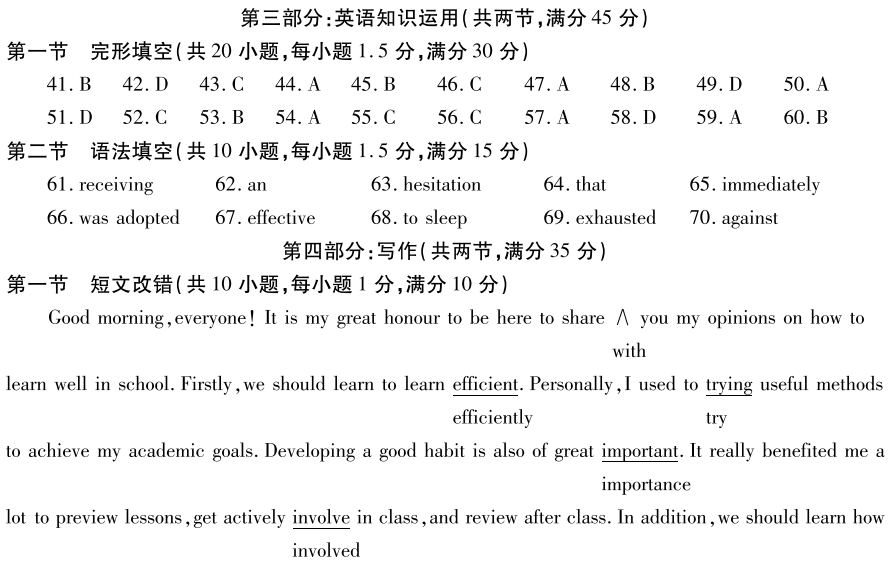 第三部分:英语知识运用(共两节,满分45分)
第一节 完形填空(共20小题,每小题1.5分,满分30分)
41. B 42. D 43. C 44. A 45. B 46. C 47. A 48. B 49. D 50. A
51. D 52. C 53. B 54. A 55. C 56. C 57. A 58. D 59. A 60. B
第二节 语法填空(共10小题,每小题1.5分,满分15分)
61. receiving 62. an 63. hesitation 64. that 65. immediately
66. was adopted 67. effective 68. to sleep 69. exhausted 70. against
第四部分:写作(共两节,满分35分)
第一节 短文改错(共10小题,每小题1分,满分10分)
Good morning,everyone! It is my great honour to be here to share ∧ you my opinions on how to
with
learn well in school. Firstly,we should learn to learn efficient. Personally,I used to trying useful methods
efficiently try
to achieve my academic goals. Developing a good habit is also of great important. It really benefited me a
importance
lot to preview lessons,get actively involve in class,and review after class. In addition,we should learn how
involved